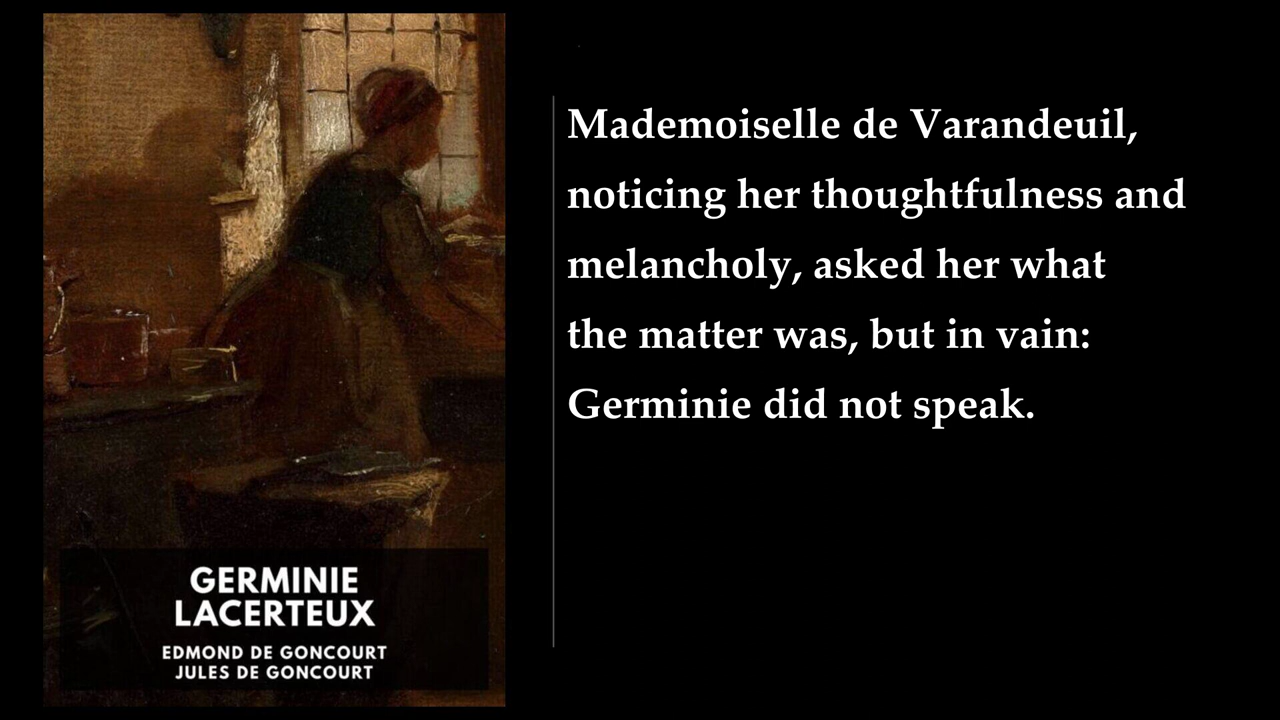 GERMINIE
LACERTEUX
EDMOND DE GONCOURT
JULES DE GONCOURT
Mademoiselle de Varandeuil,
noticing her thoughtfulness and
melancholy, asked her what
the matter was, but in vain:
Germinie did not speak.